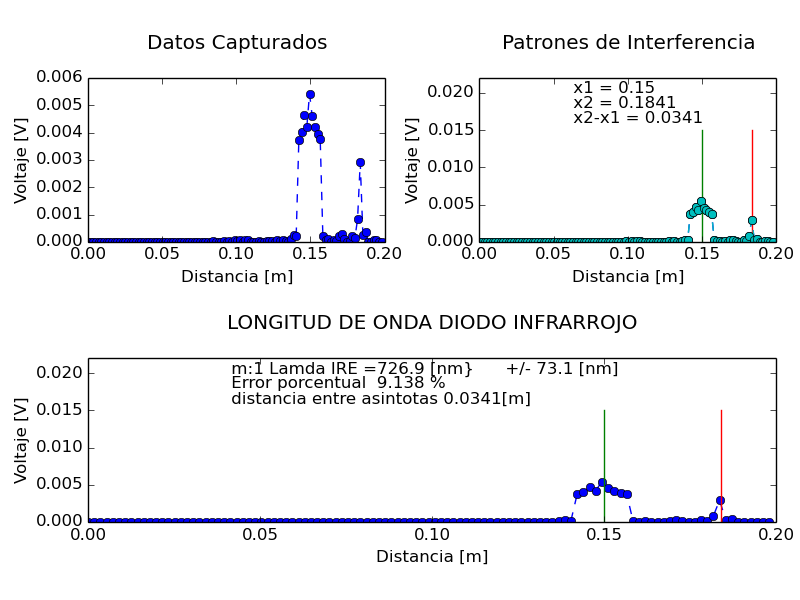 Datos Capturados
Voltaje [V]
0.006
0.005
0.004
0.003
0.002
0.001
0.000
0.00 0.05 0.10 0.15 0.20
Distancia [m]
Patrones de Interferencia
Voltaje [V]
0.020
0.015
0.010
0.005
0.000
x1 = 0.15
x2 = 0.1841
x2-x1 = 0.0341
0.00 0.05 0.10 0.15 0.20
Distancia [m]
LONGITUD DE ONDA DIODO INFRARROJO
Voltaje [V]
0.020
0.015
0.010
0.005
0.000
m:1 Lamda IRE =726.9 [nm} +/- 73.1 [nm]
Error porcentual 9.138 %
distancia entre asintotas 0.0341[m]
0.00 0.05 0.10 0.15 0.20
Distancia [m]